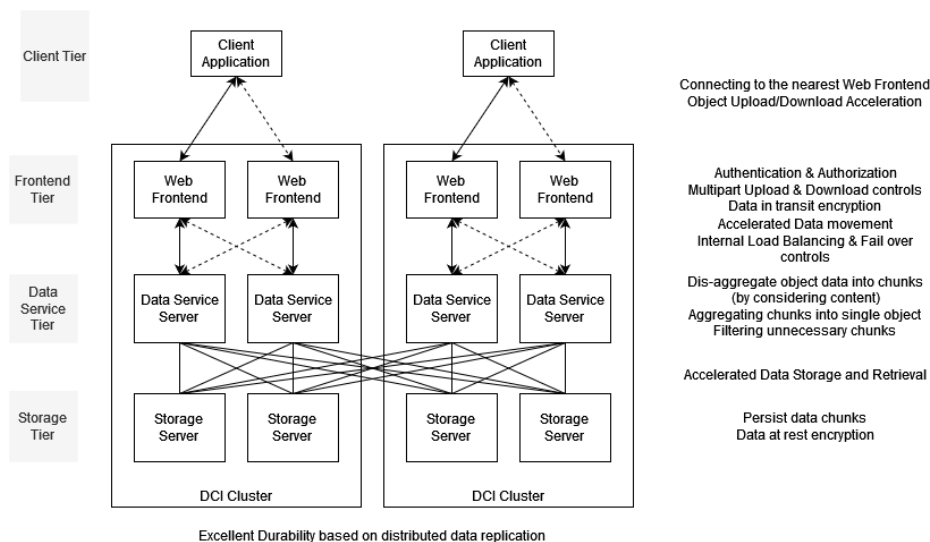 Client Tier
Client
Application
Client
Application
Connecting to the nearest Web Frontend
Object Upload/Download Acceleration
Frontend
Tier
Web
Frontend
Web
Frontend
Web
Frontend
Web
Frontend
Authentication & Authorization
Multipart Upload & Download controls
Data in transit encryption
Accelerated Data movement
Internal Load Balancing & Fail over
controls
Data
Service
Tier
Data Service
Server
Data Service
Server
Data Service
Server
Data Service
Server
Dis-aggregate object data into chunks
(by considering content)
Aggregating chunks into single object
Filtering unnecessary chunks
Accelerated Data Storage and Retrieval
Storage
Tier
Storage
Server
Storage
Server
Storage
Server
Storage
Server
Persist data chunks
Data at rest encryption
DCI Cluster
DCI Cluster
Excellent Durability based on distributed data replication